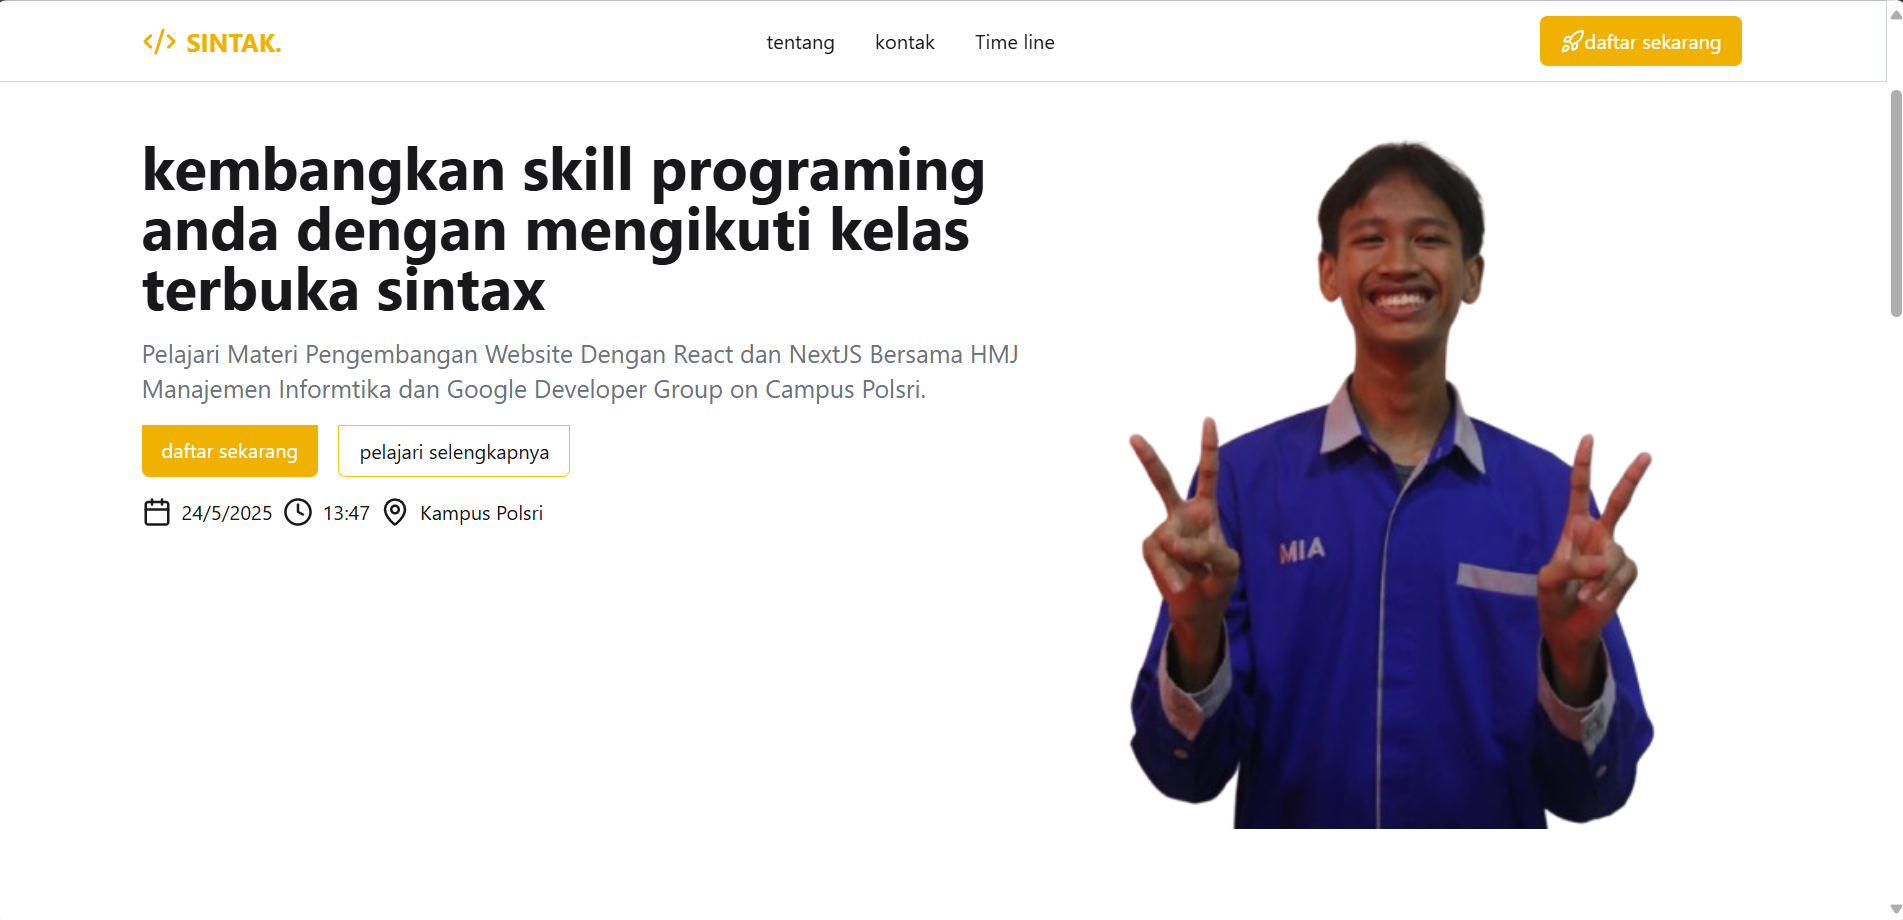 </> SINTAK.
tentang kontak Time line
daftar sekarang
kembangkan skill programing
anda dengan mengikuti kelas
terbuka sintax
Pelajari Materi Pengembangan Website Dengan React dan NextJS Bersama HMJ
Manajemen Informtika dan Google Developer Group on Campus Polsri.
daftar sekarang
pelajari selengkapnya
24/5/2025 13:47 Kampus Polsri
MIA